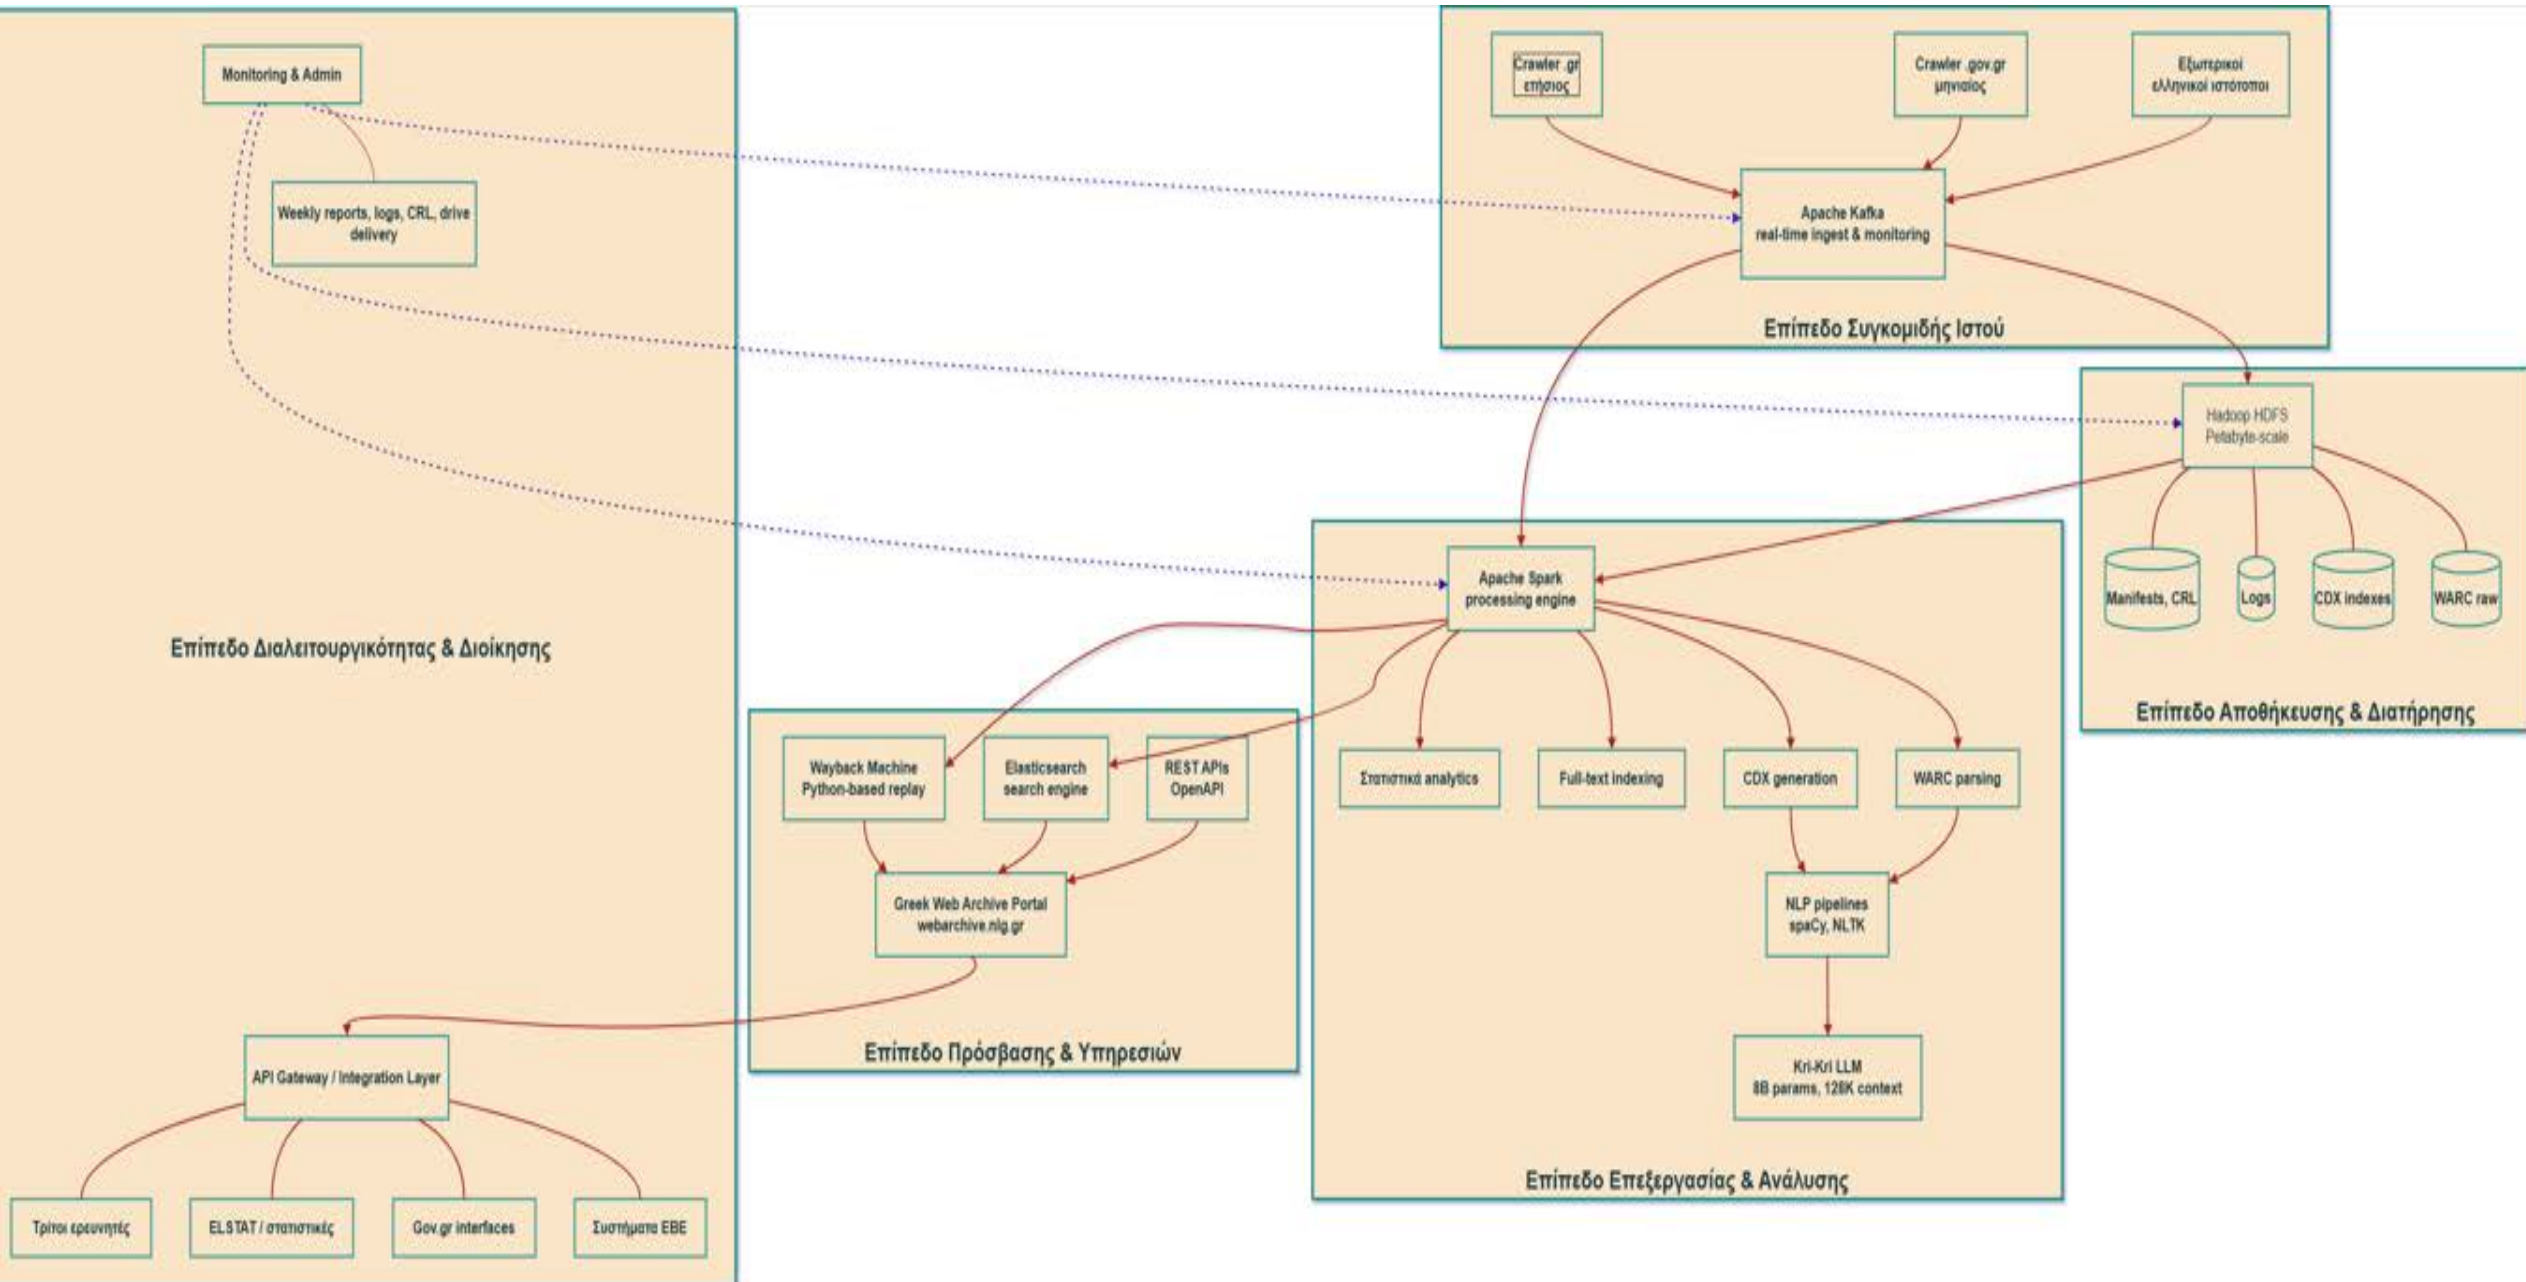 Monitoring & Admin
Weekly reports, logs, CRL, drive
delivery
Επίπεδο Διαλειτουργικότητας & Διοίκησης
API Gateway / Integration Layer
Τρίτοι ερευνητές
ELSTAT / στατιστικές
Gov.gr interfaces
Συστήματα ΕΒΕ
Crawler .gr
ετήσιος
Crawler .gov.gr
μηνιαίος
Εξωτερικοί
ελληνικοί ιστότοποι
Apache Kafka
real-time ingest & monitoring
Επίπεδο Συγκομιδής Ιστού
Hadoop HDFS
Petabyte-scale
Manifests, CRL
Logs
CDX indexes
WARC raw
Επίπεδο Αποθήκευσης & Διατήρησης
Apache Spark
processing engine
Στατιστικά analytics
Full-text indexing
CDX generation
WARC parsing
NLP pipelines
spaCy, NLTK
Kri-Kri LLM
8B params, 128K context
Επίπεδο Επεξεργασίας & Ανάλυσης
Wayback Machine
Python-based replay
Elasticsearch
search engine
REST APIs
OpenAPI
Greek Web Archive Portal
webarchive.nlg.gr
Επίπεδο Πρόσβασης & Υπηρεσιών